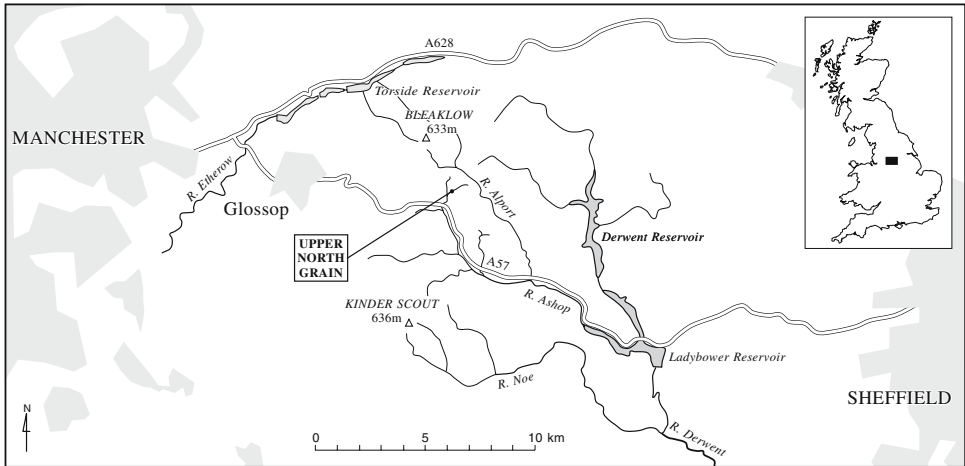 A628
Torside Reservoir
BLEAKLOW
633m
MANCHESTER
R. Etherow
R. Alport
Glossop
UPPER
NORTH
GRAIN
Derwent Reservoir
A57
R. Ashop
KINDER SCOUT
636m
Ladybower Reservoir
R. Noe
SHEFFIELD
N
0 5 10 km
R. Derwent